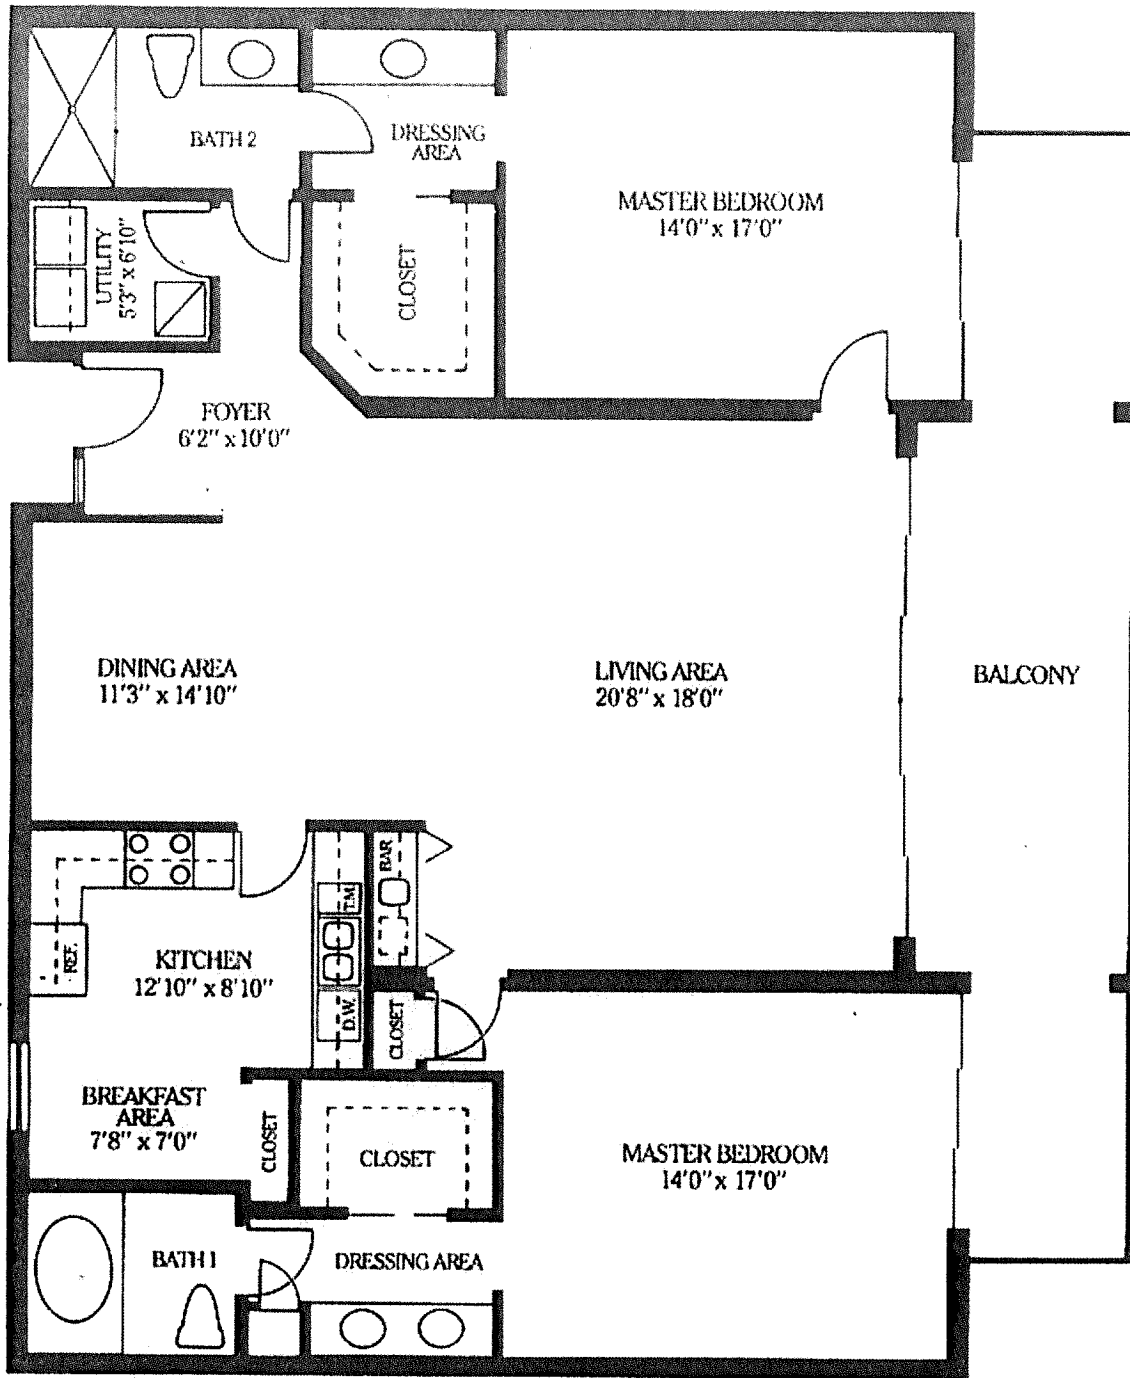 BATH 2
DRESSING
AREA
MASTER BEDROOM
14'0" x 17'0"
UTILITY
5'3" x 6'10"
CLOSET
FOYER
6'2" x 10'0"
DINING AREA
11'3" x 14'10"
LIVING AREA
20'8" x 18'0"
BALCONY
BAR
T.M.
REF.
KITCHEN
12'10" x 8'10"
D.W.
CLOSET
BREAKFAST
AREA
7'8" x 7'0"
CLOSET
CLOSET
MASTER BEDROOM
14'0" x 17'0"
BATH 1
DRESSING AREA